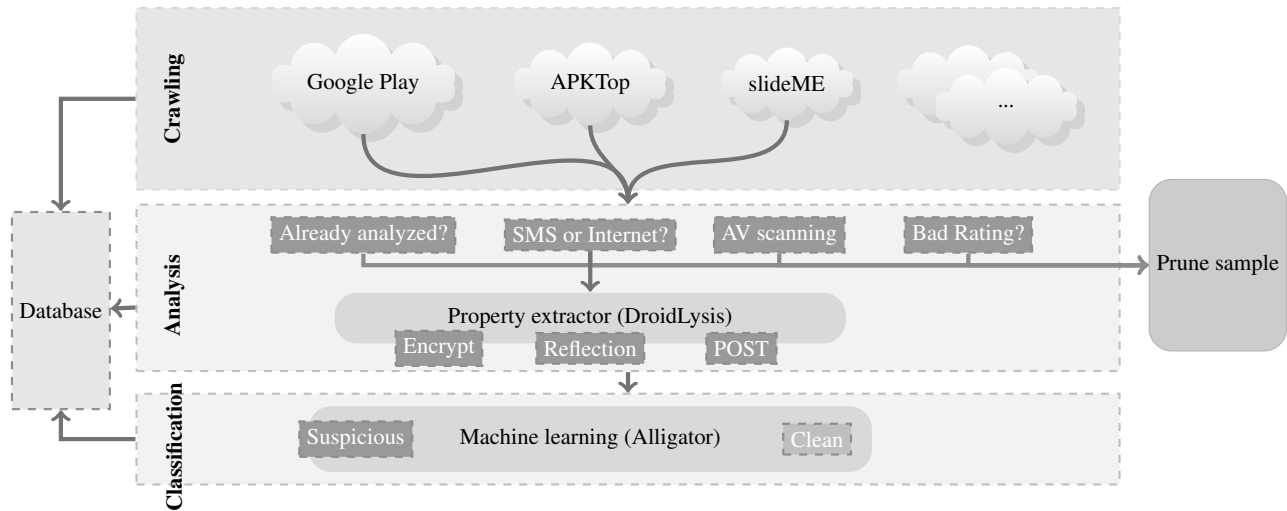 Crawling
Google Play
APKTop
slideME
...
Already analyzed?
SMS or Internet?
AV scanning
Bad Rating?
Prune sample
Database
Analysis
Property extractor (DroidLysis)
Encrypt
Reflection
POST
Classification
Suspicious
Machine learning (Alligator)
Clean